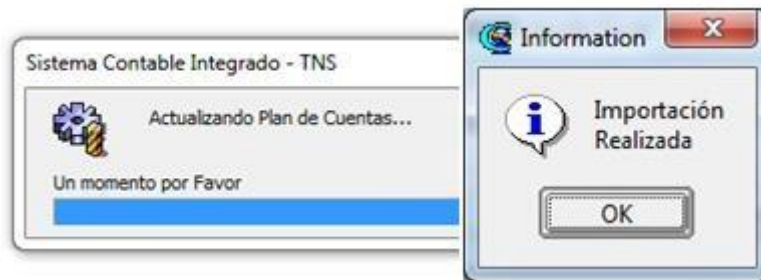 Sistema Contable Integrado - TNS
Actualizando Plan de Cuentas...
Un momento por Favor
Information
Importación
Realizada
OK